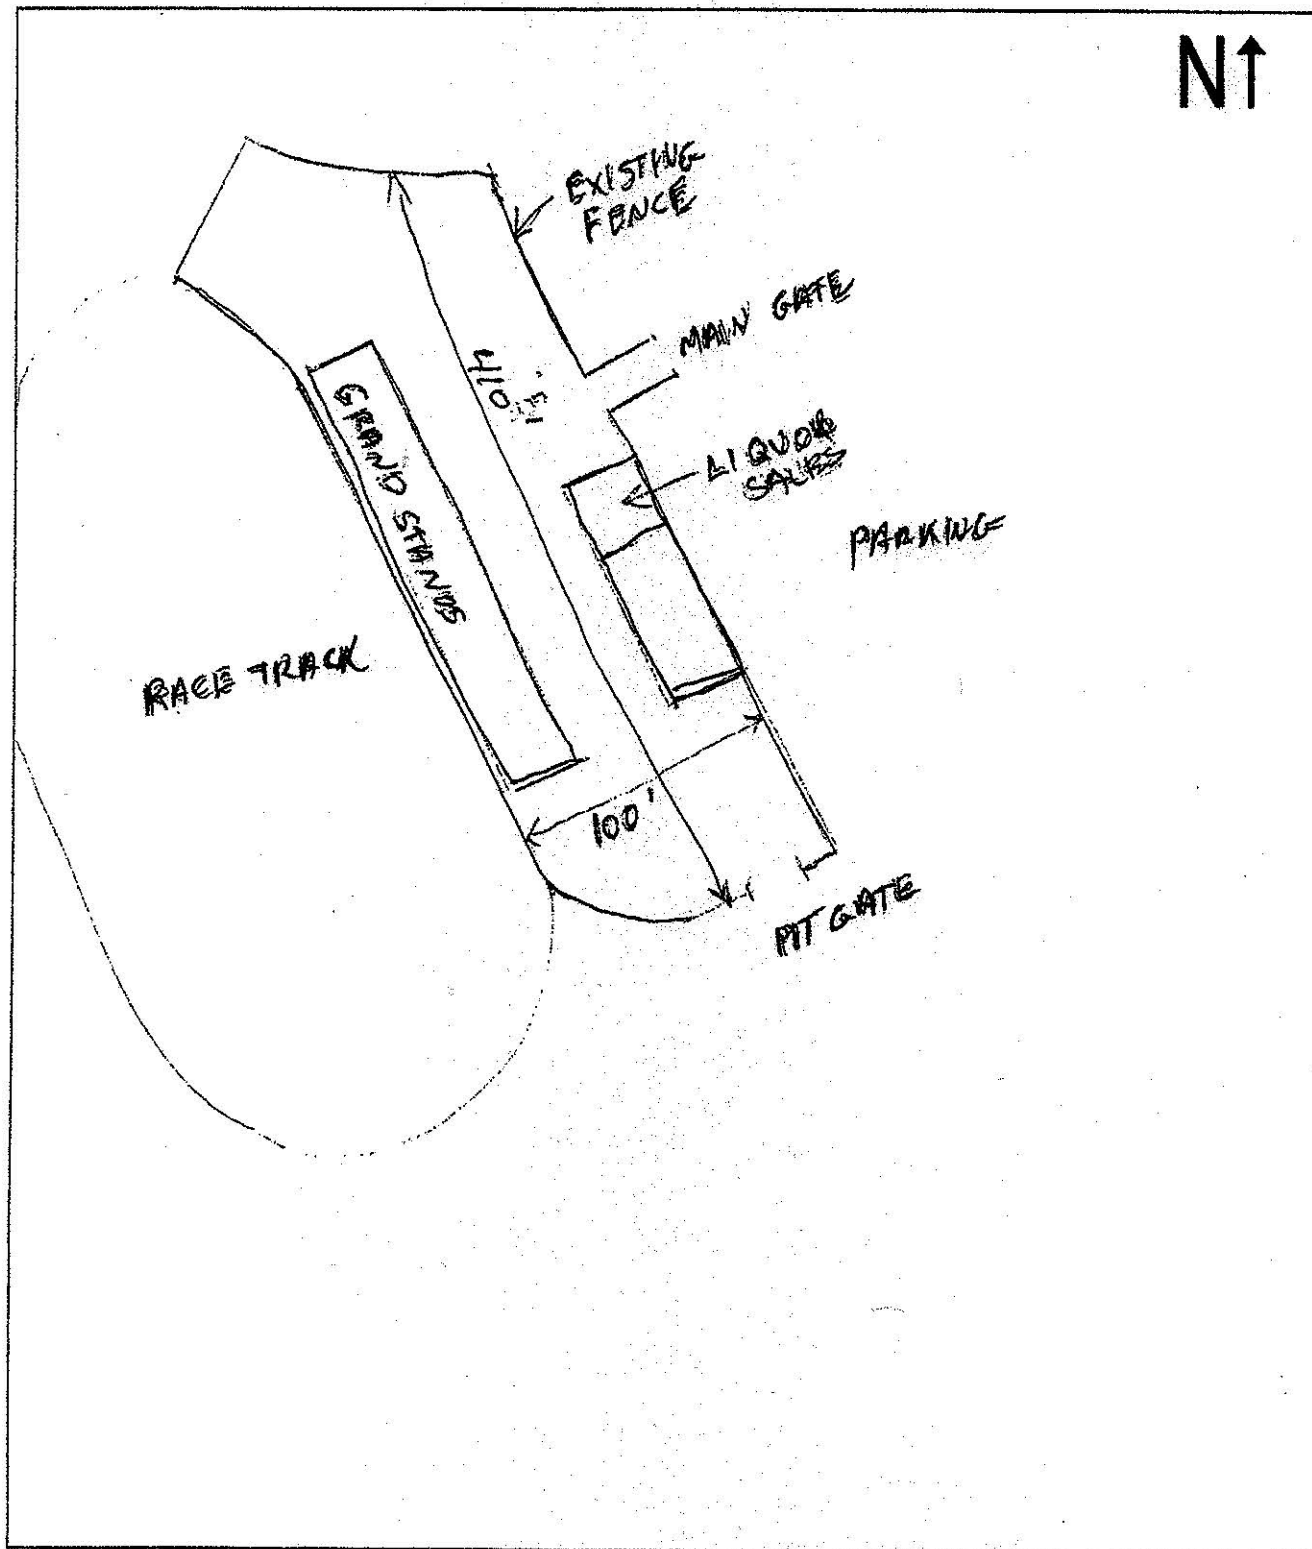 N↑
EXISTING
FENCE
MAIN GATE
410'
GRAND STANDS
LIQUOR
SALES
PARKING
RACE TRACK
100'
PIT GATE